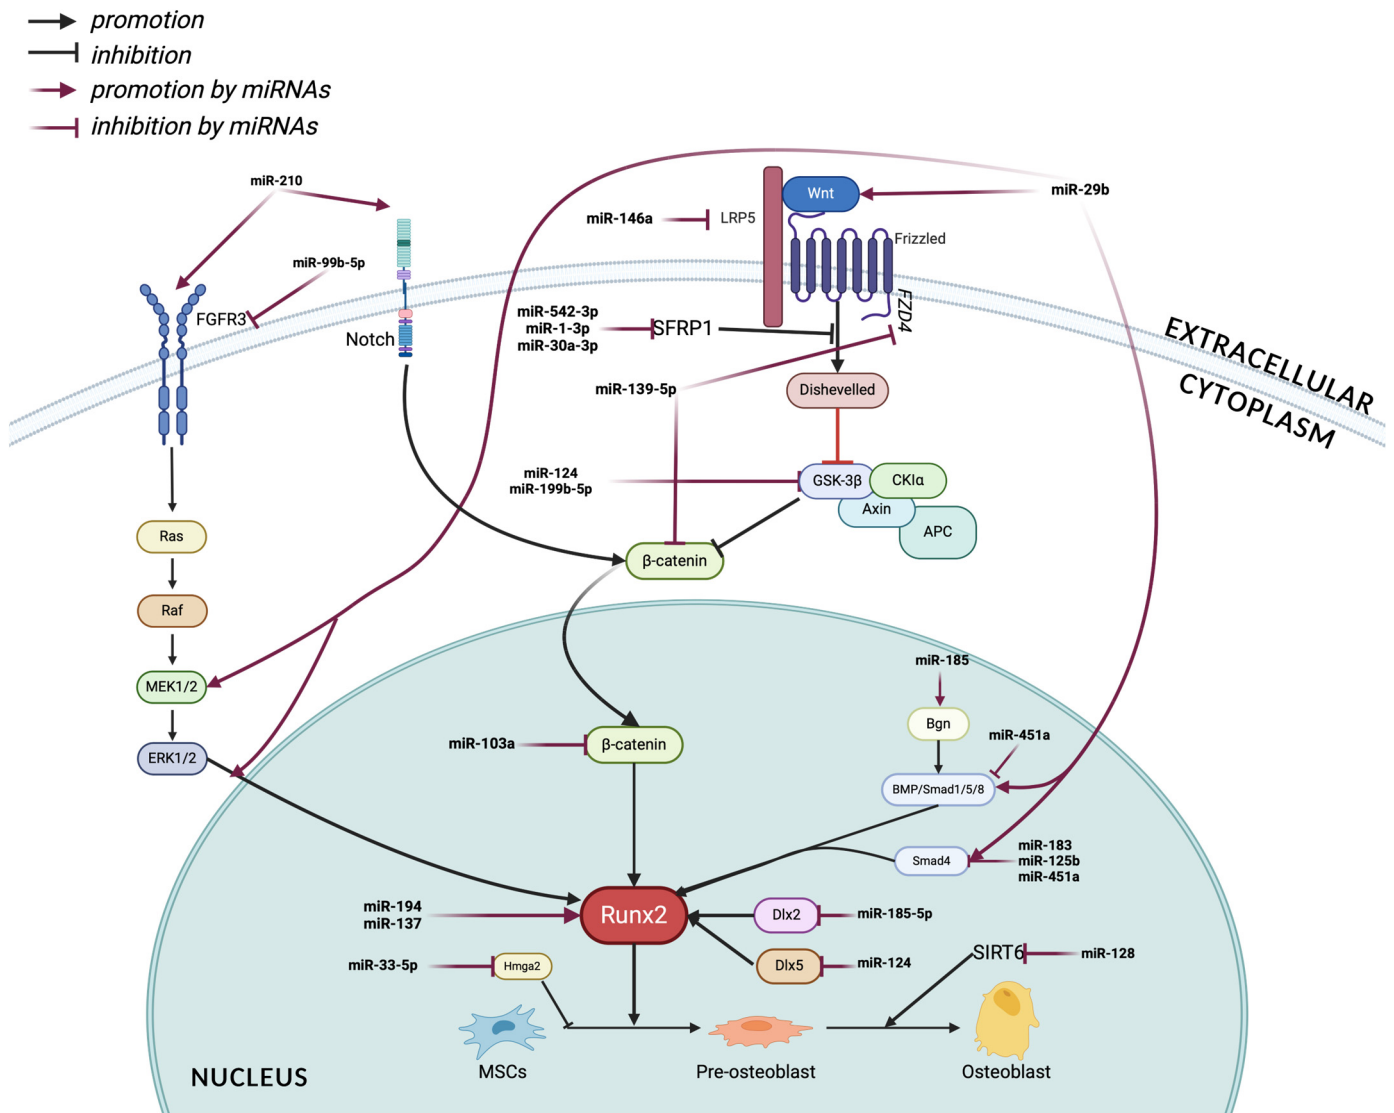 promotion
inhibition
promotion by miRNAs
inhibition by miRNAs
miR-210
miR-99b-5p
FGFR3
Notch
miR-146a
LRP5
Wnt
miR-29b
Frizzled
FZD4
miR-542-3p
miR-1-3p
miR-30a-3p
SFRP1
EXTRACELLULAR
CYTOPLASM
miR-139-5p
Dishevelled
miR-124
miR-199b-5p
GSK-3β
CKIα
Axin
APC
Ras
β-catenin
Raf
MEK1/2
ERK1/2
miR-185
Bgn
miR-103a
β-catenin
miR-451a
BMP/Smad1/5/8
Smad4
miR-183
miR-125b
miR-451a
miR-194
miR-137
Runx2
Dlx2
miR-185-5p
miR-33-5p
Hmga2
Dlx5
miR-124
SIRT6
miR-128
MSCs
Pre-osteoblast
Osteoblast
NUCLEUS